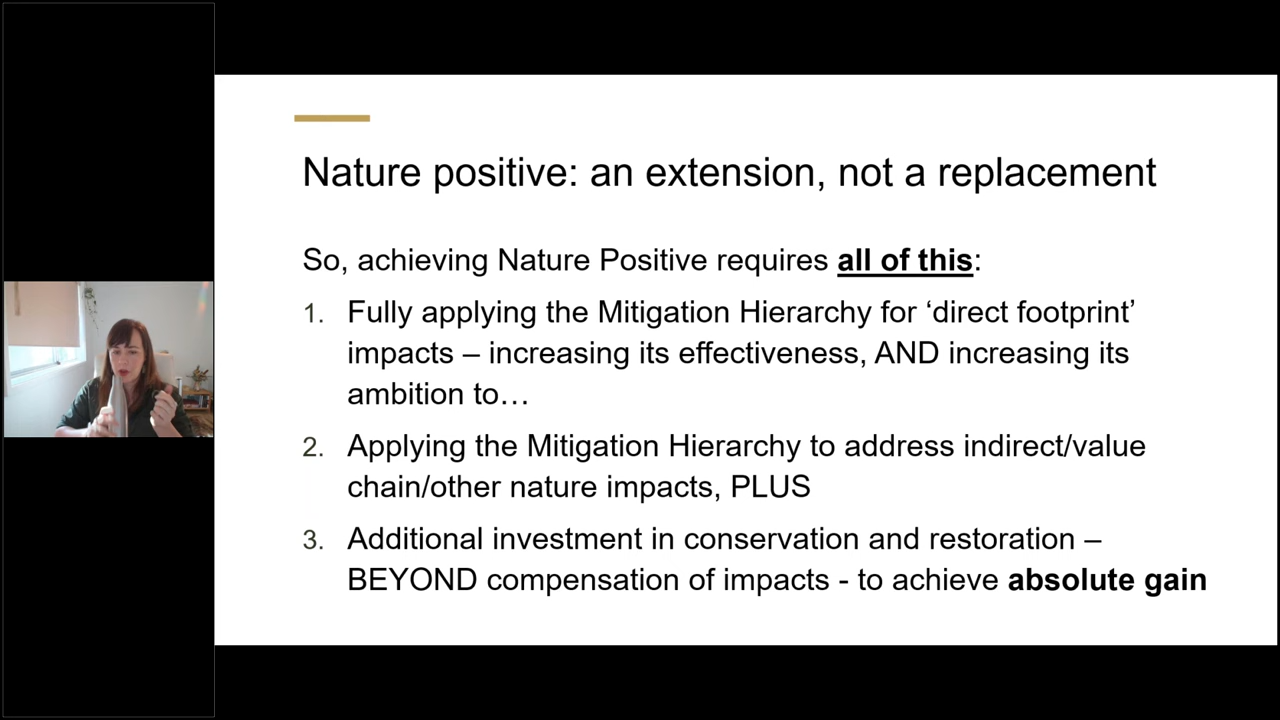 Nature positive: an extension, not a replacement
So, achieving Nature Positive requires all of this:
1. Fully applying the Mitigation Hierarchy for ‘direct footprint’
impacts – increasing its effectiveness, AND increasing its
ambition to…
2. Applying the Mitigation Hierarchy to address indirect/value
chain/other nature impacts, PLUS
3. Additional investment in conservation and restoration –
BEYOND compensation of impacts - to achieve absolute gain